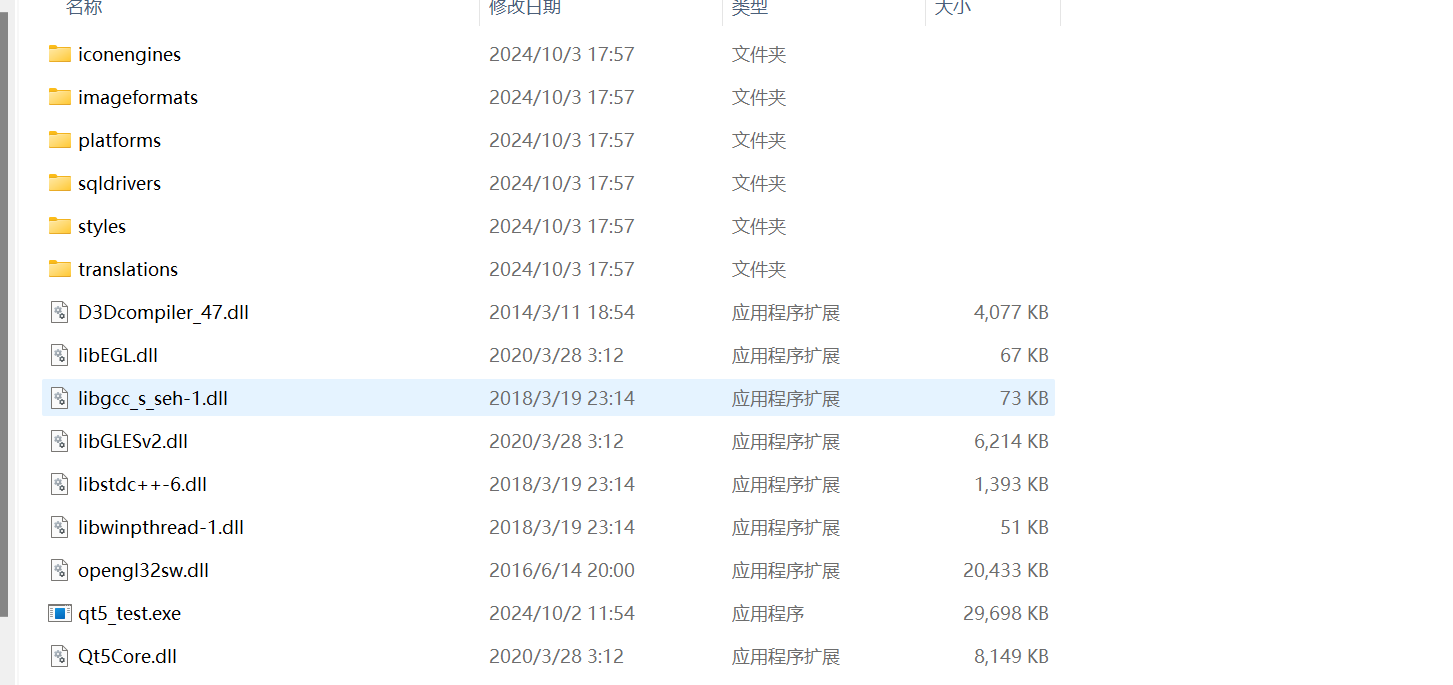 名称 修改日期 类型 大小
iconengines 2024/10/3 17:57 文件夹
imageformats 2024/10/3 17:57 文件夹
platforms 2024/10/3 17:57 文件夹
sqldrivers 2024/10/3 17:57 文件夹
styles 2024/10/3 17:57 文件夹
translations 2024/10/3 17:57 文件夹
D3Dcompiler_47.dll 2014/3/11 18:54 应用程序扩展 4,077 KB
libEGL.dll 2020/3/28 3:12 应用程序扩展 67 KB
libgcc_s_seh-1.dll 2018/3/19 23:14 应用程序扩展 73 KB
libGLESv2.dll 2020/3/28 3:12 应用程序扩展 6,214 KB
libstdc++-6.dll 2018/3/19 23:14 应用程序扩展 1,393 KB
libwinpthread-1.dll 2018/3/19 23:14 应用程序扩展 51 KB
opengl32sw.dll 2016/6/14 20:00 应用程序扩展 20,433 KB
qt5_test.exe 2024/10/2 11:54 应用程序 29,698 KB
Qt5Core.dll 2020/3/28 3:12 应用程序扩展 8,149 KB